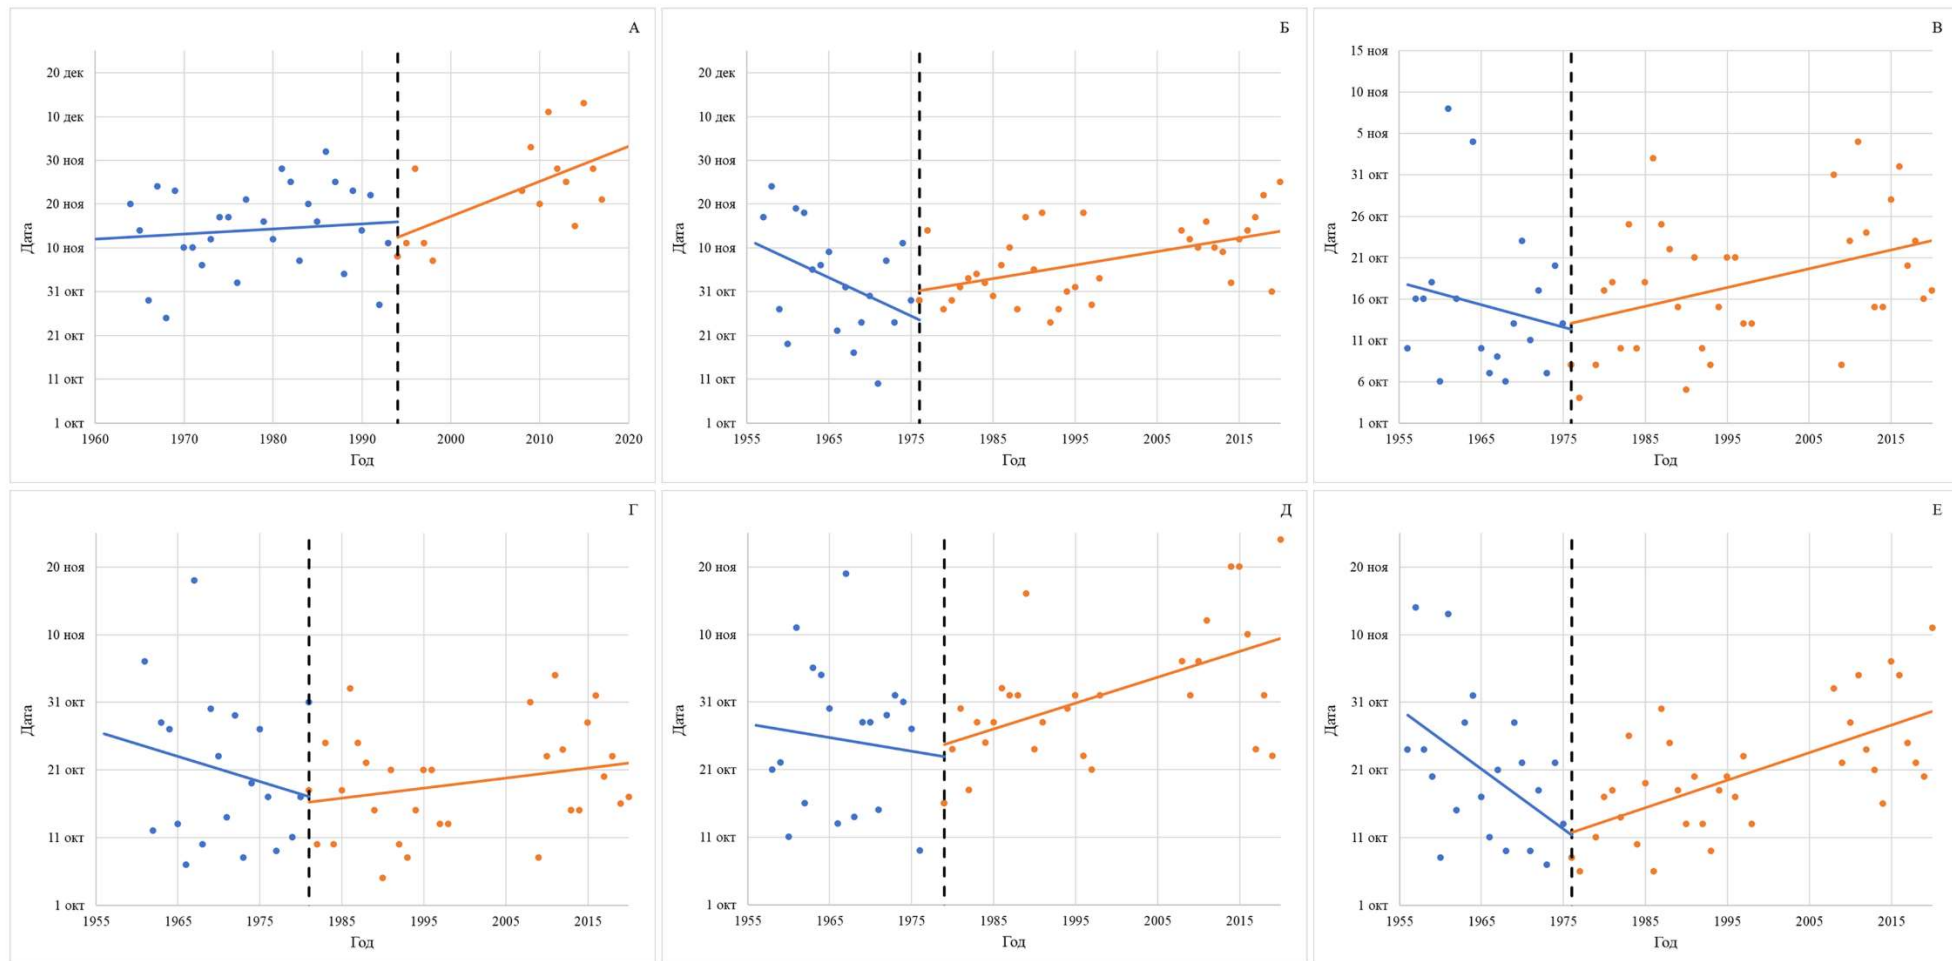 А
20 дек
10 дек
30 ноя
20 ноя
10 ноя
31 окт
21 окт
11 окт
1 окт
Дата
1960 1970 1980 1990 2000 2010 2020
Год
Б
20 дек
10 дек
30 ноя
20 ноя
10 ноя
31 окт
21 окт
11 окт
1 окт
Дата
1955 1965 1975 1985 1995 2005 2015
Год
В
15 ноя
10 ноя
5 ноя
31 окт
26 окт
21 окт
16 окт
11 окт
6 окт
1 окт
Дата
1955 1965 1975 1985 1995 2005 2015
Год
Г
20 ноя
10 ноя
31 окт
21 окт
11 окт
1 окт
Дата
1955 1965 1975 1985 1995 2005 2015
Год
Д
20 ноя
10 ноя
31 окт
21 окт
11 окт
1 окт
Дата
1955 1965 1975 1985 1995 2005 2015
Год
Е
20 ноя
10 ноя
31 окт
21 окт
11 окт
1 окт
Дата
1955 1965 1975 1985 1995 2005 2015
Год